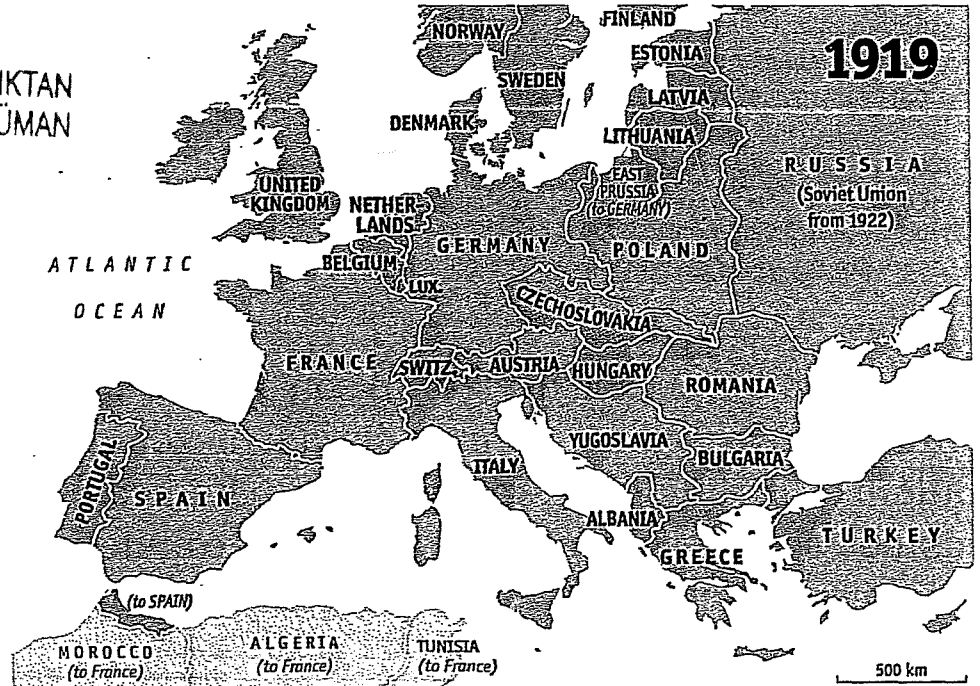 IKTAN
ÜMAN
1919
NORWAY
FINLAND
SWEDEN
ESTONIA
LATVIA
DENMARK
LITHUANIA
EAST
PRUSSIA
(to GERMANY)
RUSSIA
(Soviet Union
from 1922)
UNITED
KINGDOM
NETHER-
LANDS
GERMANY
POLAND
BELGIUM
LUX.
ATLANTIC
OCEAN
CZECHOSLOVAKIA
FRANCE
SWITZ.
AUSTRIA
HUNGARY
ROMANIA
YUGOSLAVIA
BULGARIA
ITALY
PORTUGAL
SPAIN
ALBANIA
GREECE
TURKEY
(to SPAIN)
MOROCCO
(to France)
ALGERIA
(to France)
TUNISIA
(to France)
500 km